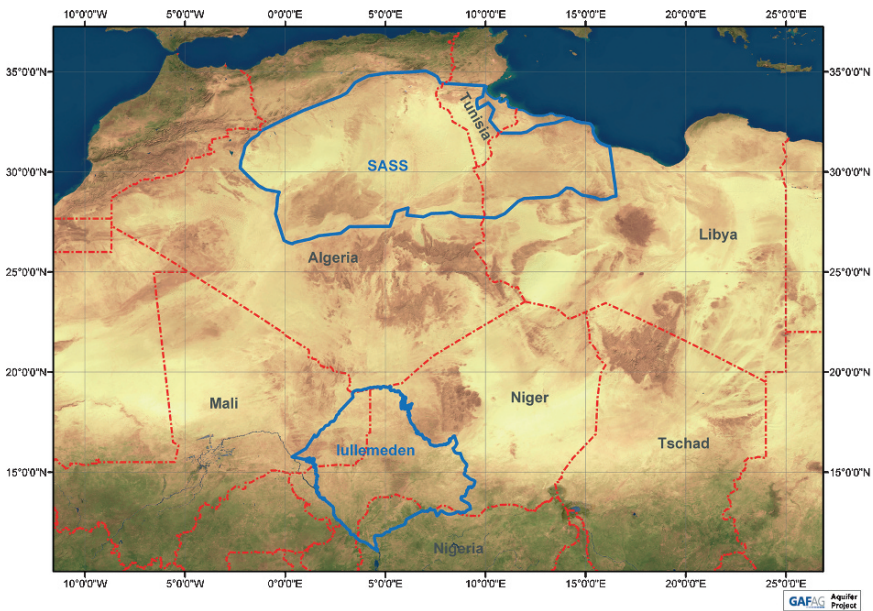 10°0'0"W 5°0'0"W 0°0'0"E 5°0'0"E 10°0'0"E 15°0'0"E 20°0'0"E 25°0'0"E
35°0'0"N 35°0'0"N
Tunisia
SASS
30°0'0"N 30°0'0"N
Libya
Algeria
25°0'0"N 25°0'0"N
20°0'0"N 20°0'0"N
Mali
Niger
Tschad
Iullemeden
15°0'0"N 15°0'0"N
Nigeria
10°0'0"W 5°0'0"W 0°0'0"E 5°0'0"E 10°0'0"E 15°0'0"E 20°0'0"E 25°0'0"E
GAFAG Aquifer
Project